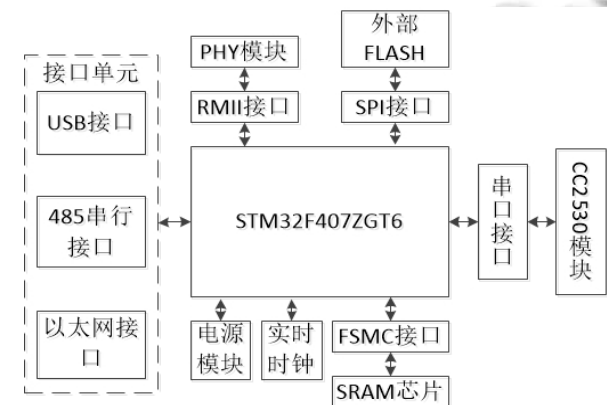 外部
FLASH
PHY模块
接口单元
RMII接口
SPI接口
USB接口
485串行
接口
STM32F407ZGT6
串口接口
CC2530模块
以太网接
口
电源
模块
实时
时钟
FSMC接口
SRAM芯片